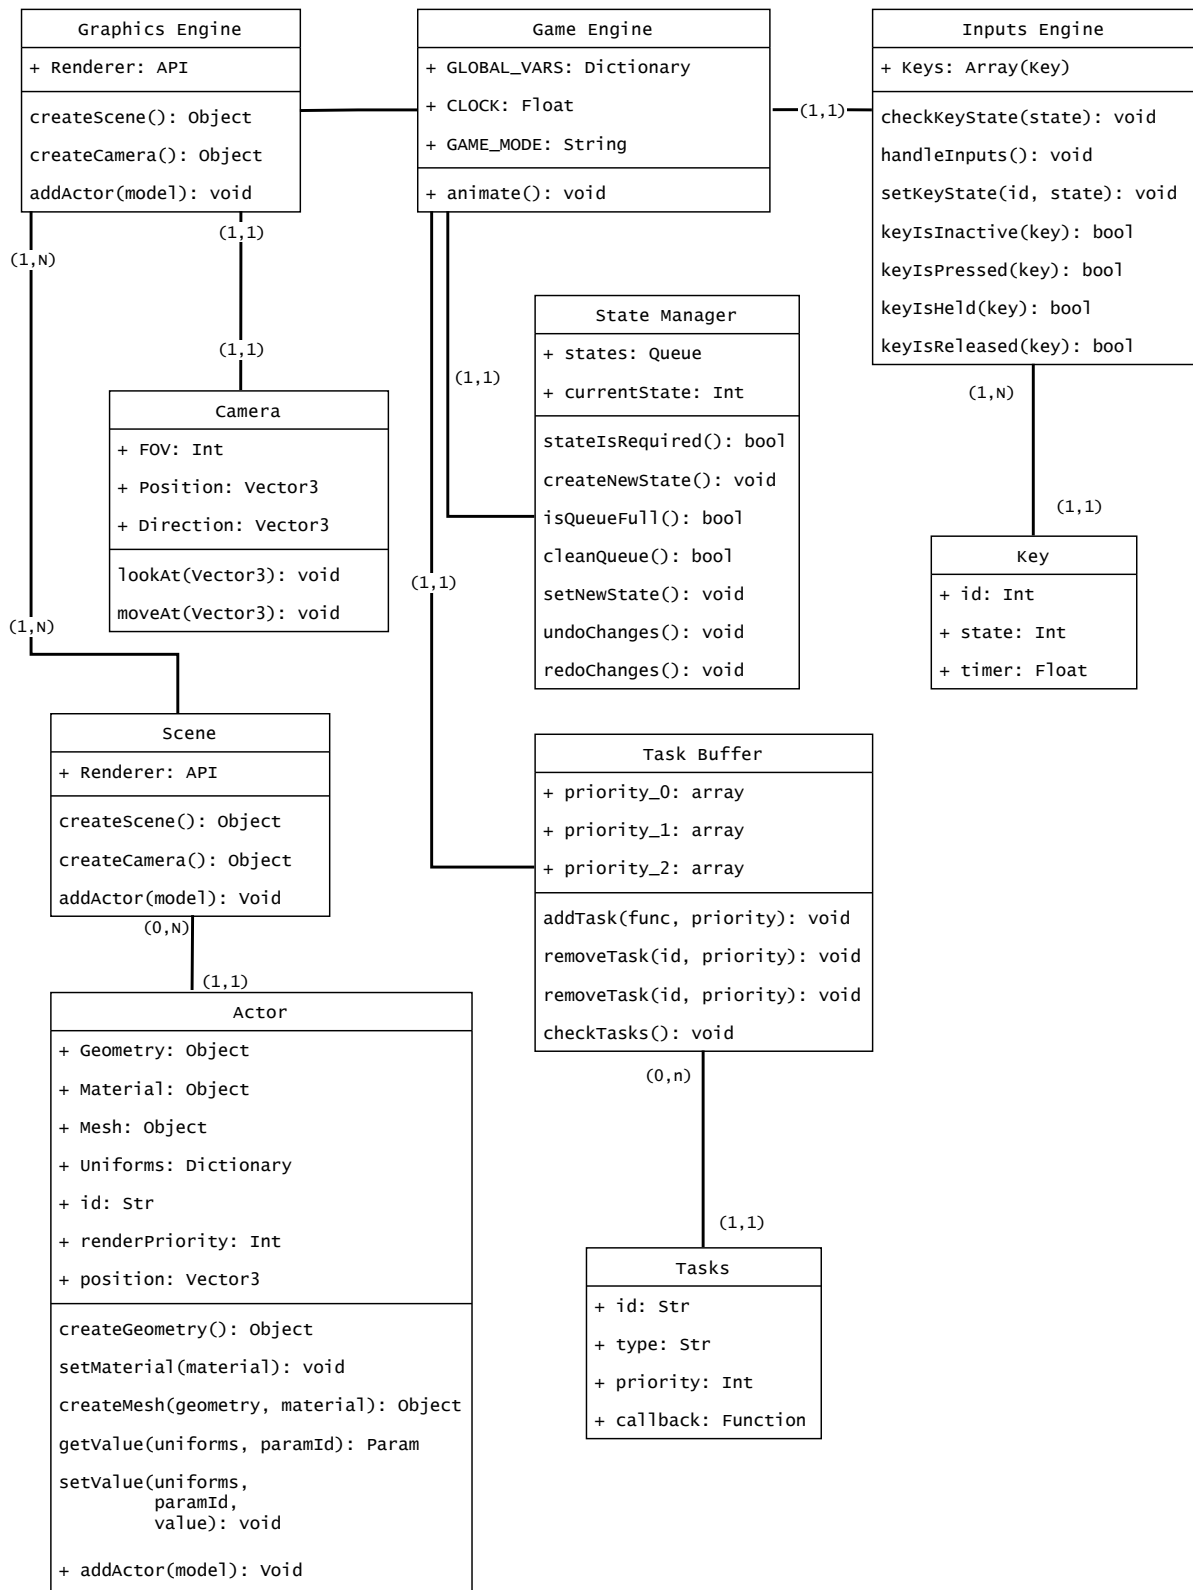 Graphics Engine
+ Renderer: API
createScene(): Object
createCamera(): Object
addActor(model): void
Game Engine
+ GLOBAL_VARS: Dictionary
+ CLOCK: Float
+ GAME_MODE: String
+ animate(): void
(1,1)
Inputs Engine
+ Keys: Array(Key)
checkKeyState(state): void
handleInputs(): void
setKeyState(id, state): void
keyIsInactive(key): bool
keyIsPressed(key): bool
keyIsHeld(key): bool
keyIsReleased(key): bool
(1,N)
(1,1)
(1,1)
Camera
+ FOV: Int
+ Position: Vector3
+ Direction: Vector3
lookAt(Vector3): void
moveAt(Vector3): void
(1,1)
State Manager
+ states: Queue
+ currentState: Int
stateIsRequired(): bool
createNewState(): void
isQueueFull(): bool
cleanQueue(): bool
setNewState(): void
undoChanges(): void
redoChanges(): void
(1,N)
(1,1)
Key
+ id: Int
+ state: Int
+ timer: Float
(1,1)
(1,N)
Scene
+ Renderer: API
createScene(): Object
createCamera(): Object
addActor(model): Void
(0,N)
(1,1)
Task Buffer
+ priority_0: array
+ priority_1: array
+ priority_2: array
addTask(func, priority): void
removeTask(id, priority): void
removeTask(id, priority): void
checkTasks(): void
(0,n)
(1,1)
Actor
+ Geometry: Object
+ Material: Object
+ Mesh: Object
+ Uniforms: Dictionary
+ id: Str
+ renderPriority: Int
+ position: Vector3
createGeometry(): Object
setMaterial(material): void
createMesh(geometry, material): Object
getValue(uniforms, paramId): Param
setValue(uniforms,
paramId,
value): void
+ addActor(model): Void
Tasks
+ id: Str
+ type: Str
+ priority: Int
+ callback: Function